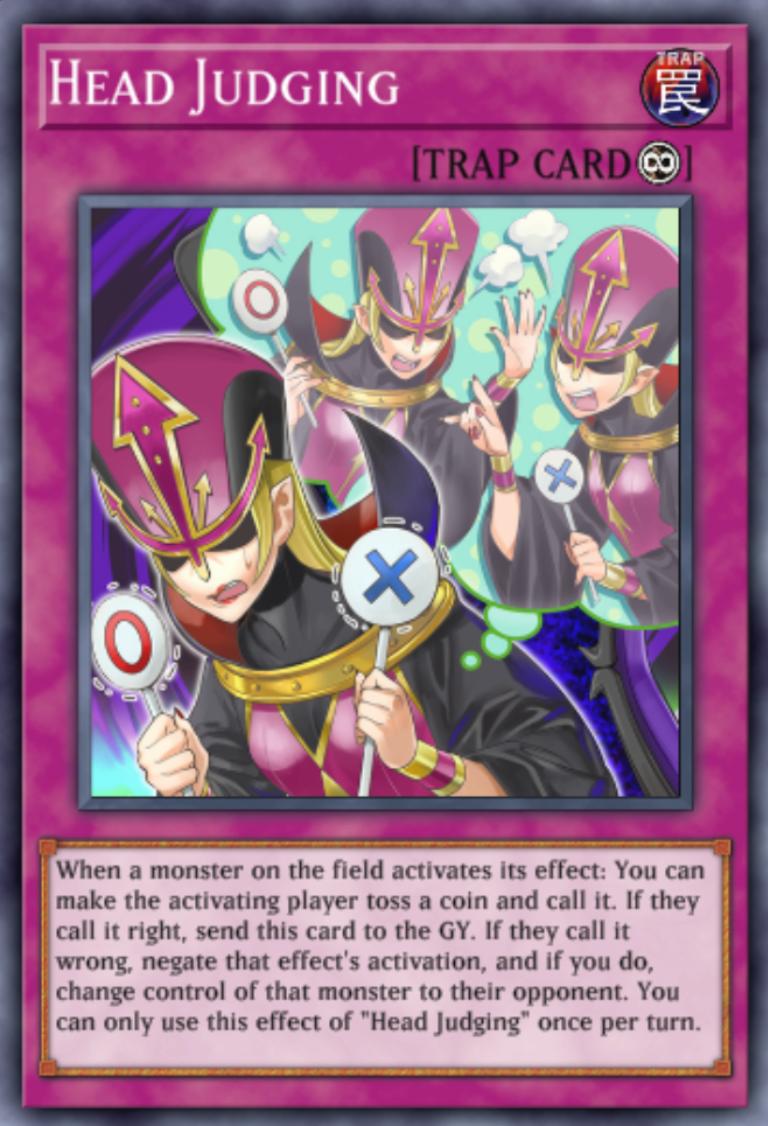 Head Judging
TRAP
罠
[TRAP CARD]
When a monster on the field activates its effect: You can
make the activating player toss a coin and call it. If they
call it right, send this card to the GY. If they call it
wrong, negate that effect's activation, and if you do,
change control of that monster to their opponent. You
can only use this effect of "Head Judging" once per turn.